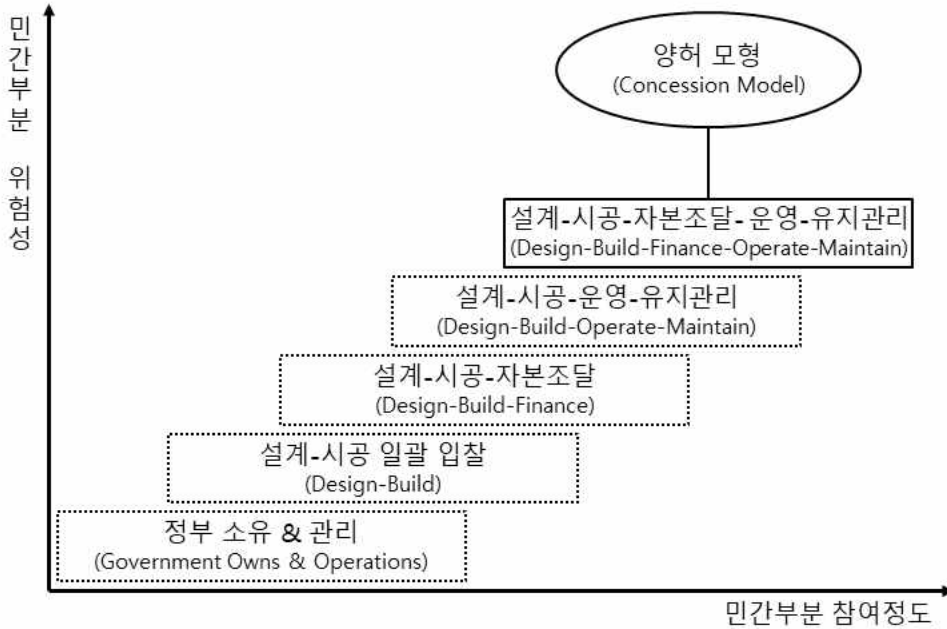 민간부분 위험성
양허 모형
(Concession Model)
설계-시공-자본조달-운영-유지관리
(Design-Build-Finance-Operate-Maintain)
설계-시공-운영-유지관리
(Design-Build-Operate-Maintain)
설계-시공-자본조달
(Design-Build-Finance)
설계-시공 일괄 입찰
(Design-Build)
정부 소유 & 관리
(Government Owns & Operations)
민간부분 참여정도